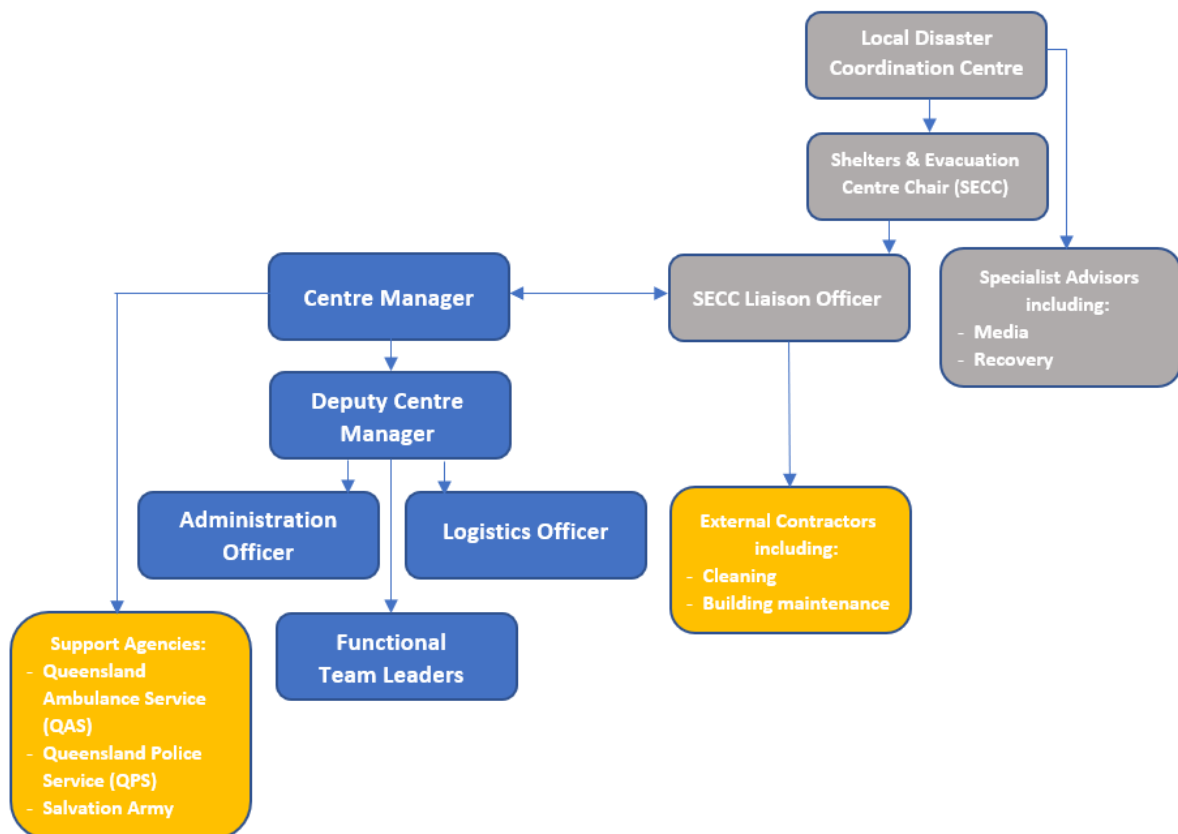 Local Disaster
Coordination Centre
Shelters & Evacuation
Centre Chair (SECC)
Centre Manager
SECC Liaison Officer
Specialist Advisors
including:
- Media
- Recovery
Deputy Centre
Manager
Administration
Officer
Logistics Officer
External Contractors
including:
- Cleaning
- Building maintenance
Functional
Team Leaders
Support Agencies:
- Queensland
Ambulance Service
(QAS)
- Queensland Police
Service (QPS)
- Salvation Army